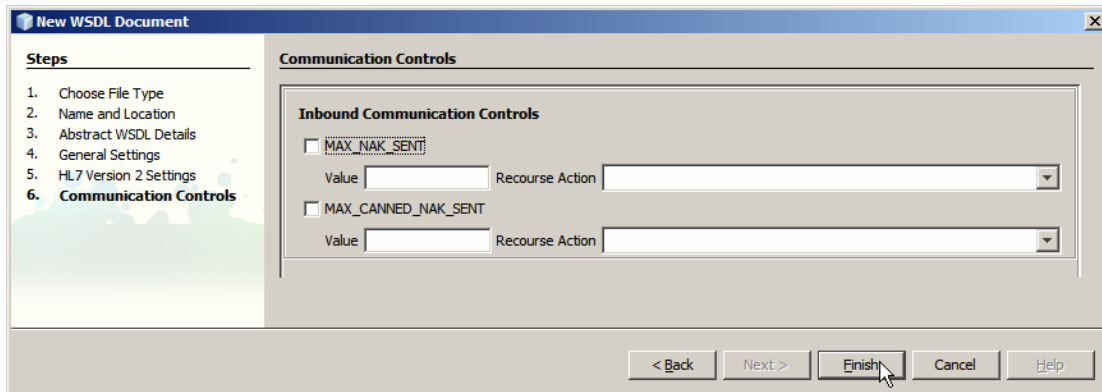 New WSDL Document
Steps
1. Choose File Type
2. Name and Location
3. Abstract WSDL Details
4. General Settings
5. HL7 Version 2 Settings
6. Communication Controls
Communication Controls
Inbound Communication Controls
MAX_NAK_SENT
Value Recourse Action
MAX_CANNED_NAK_SENT
Value Recourse Action
< Back Next > Finish Cancel Help